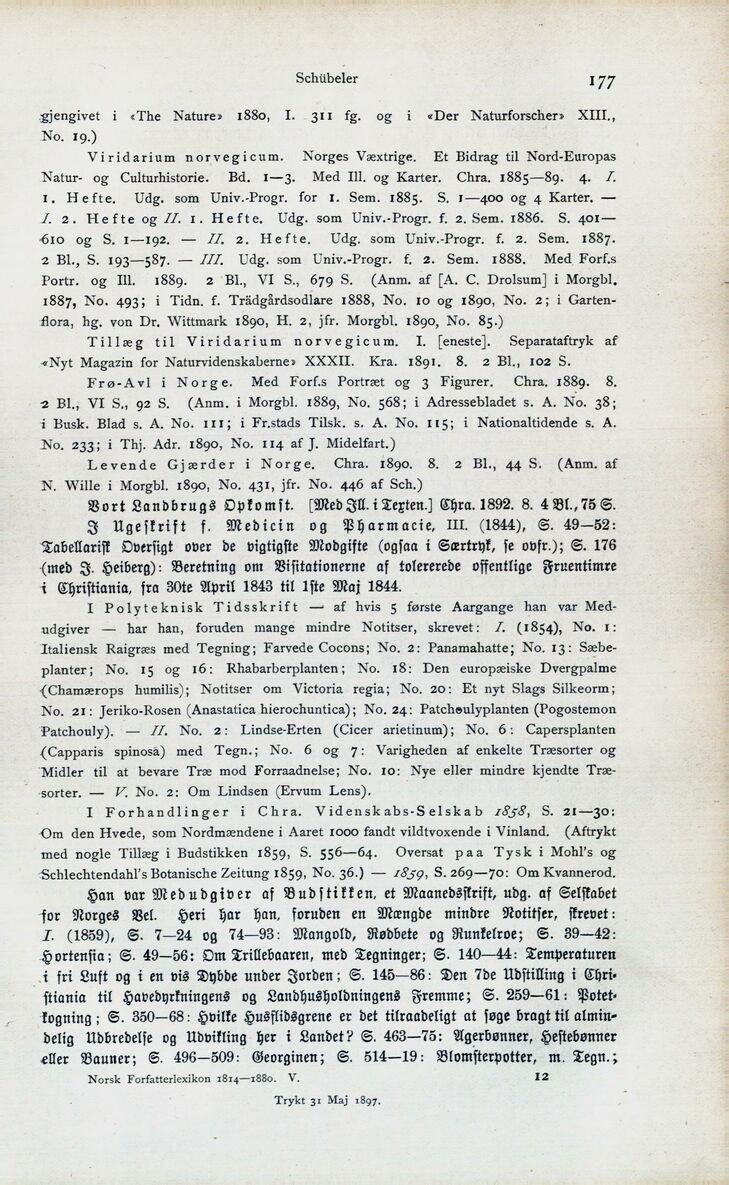 Schübeler 177
gjengivet i «The Nature» 1880, I. 311 fg. og i «Der Naturforscher» XIII.,
No. 19.)
Viridarium norvegicum. Norges Væxtrige. Et Bidrag til Nord-Europas
Natur- og Culturhistorie. Bd. 1—3. Med Ill. og Karter. Chra. 1885—89. 4. I.
1. Hefte. Udg. som Univ.-Progr. for 1. Sem. 1885. S. 1—400 og 4 Karter. —
I. 2. Hefte og II. 1. Hefte. Udg. som Univ.-Progr. f. 2. Sem. 1886. S. 401—
610 og S. 1—192. — II. 2. Hefte. Udg. som Univ.-Progr. f. 2. Sem. 1887.
2 Bl., S. 193—587. — III. Udg. som Univ.-Progr. f. 2. Sem. 1888. Med Forf.s
Portr. og Ill. 1889. 2 Bl., VI S., 679 S. (Anm. af [A. C. Drolsum] i Morgbl.
1887, No. 493; i Tidn. f. Trädgårdsodlare 1888, No. 10 og 1890, No. 2; i Garten-
flora, hg. von Dr. Wittmark 1890, H. 2, jfr. Morgbl. 1890, No. 85.)
Tillæg til Viridarium norvegicum. I. [eneste]. Separataftryk af
«Nyt Magazin for Naturvidenskaberne» XXXII. Kra. 1891. 8. 2 Bl., 102 S.
Frø-Avl i Norge. Med Forf.s Portræt og 3 Figurer. Chra. 1889. 8.
2 Bl., VI S., 92 S. (Anm. i Morgbl. 1889, No. 568; i Adressebladet s. A. No. 38;
i Busk. Blad s. A. No. 111; i Fr.stads Tilsk. s. A. No. 115; i Nationaltidende s. A.
No. 233; i Thj. Adr. 1890, No. 114 af J. Midelfart.)
Levende Gjærder i Norge. Chra. 1890. 8. 2 Bl., 44 S. (Anm. af
N. Wille i Morgbl. 1890, No. 431, jfr. No. 446 af Sch.)
Vort Landbrugs Opkomst. [Med Ill. i Texten.] Chra. 1892. 8. 4 Bl., 75 S.
I Ugeskrift f. Medicin og Pharmacie, III. (1844), S. 49—52:
Tabellarisk Oversigt over de vigtigste Modgifte (ogsaa i Særtryk, se ovfr.); S. 176
(med J. Heiberg): Beretning om Visitationerne af tolererede offentlige Fruentimre
i Christiania, fra 30te April 1843 til 1ste Maj 1844.
I Polyteknisk Tidsskrift — af hvis 5 første Aargange han var Med-
udgiver — har han, foruden mange mindre Notitser, skrevet: I. (1854), No. 1:
Italiensk Raigræs med Tegning; Farvede Cocons; No. 2: Panamahatte; No. 13: Sæbe-
planter; No. 15 og 16: Rhabarberplanten; No. 18: Den europæiske Dvergpalme
(Chamærops humilis); Notitser om Victoria regia; No. 20: Et nyt Slags Silkeorm;
No. 21: Jeriko-Rosen (Anastatica hierochuntica); No. 24: Patchoulyplanten (Pogostemon
Patchouly). — II. No. 2: Lindse-Erten (Cicer arietinum); No. 6: Capersplanten
(Capparis spinosa) med Tegn.; No. 6 og 7: Varigheden af enkelte Træsorter og
Midler til at bevare Træ mod Forraadnelse; No. 10: Nye eller mindre kjendte Træ-
sorter. — V. No. 2: Om Lindsen (Ervum Lens).
I Forhandlinger i Chra. Videnskabs-Selskab 1858, S. 21—30:
Om den Hvede, som Nordmændene i Aaret 1000 fandt vildtvoxende i Vinland. (Aftrykt
med nogle Tillæg i Budstikken 1859, S. 556—64. Oversat paa Tysk i Mohl's og
Schlechtendahl's Botanische Zeitung 1859, No. 36.) — 1859, S. 269—70: Om Kvannerod.
Han var Medudgiver af Budstikken, et Maanedsskrift, udg. af Selskabet
for Norges Vel. Heri har han, foruden en Mængde mindre Notitser, skrevet:
I. (1859), S. 7—24 og 74—93: Mangold, Rødbete og Runkelroe; S. 39—42:
Hortensia; S. 49—56: Om Trillebaaren, med Tegninger; S. 140—44: Temperaturen
i fri Luft og i en vis Dybde under Jorden; S. 145—86: Den 7de Udstilling i Chri-
stiania til Havedyrkningens og Landhusholdningens Fremme; S. 259—61: Potet-
kogning; S. 350—68: Hvilke Husflidsgrene er det tilraadeligt at søge bragt til almin-
delig Udbredelse og Udvikling her i Landet? S. 463—75: Agerbønner, Hestebønner
eller Vauner; S. 496—509: Georginen; S. 514—19: Blomsterpotter, m. Tegn.;
Norsk Forfatterlexikon 1814—1880. V. 12
Trykt 31 Maj 1897.